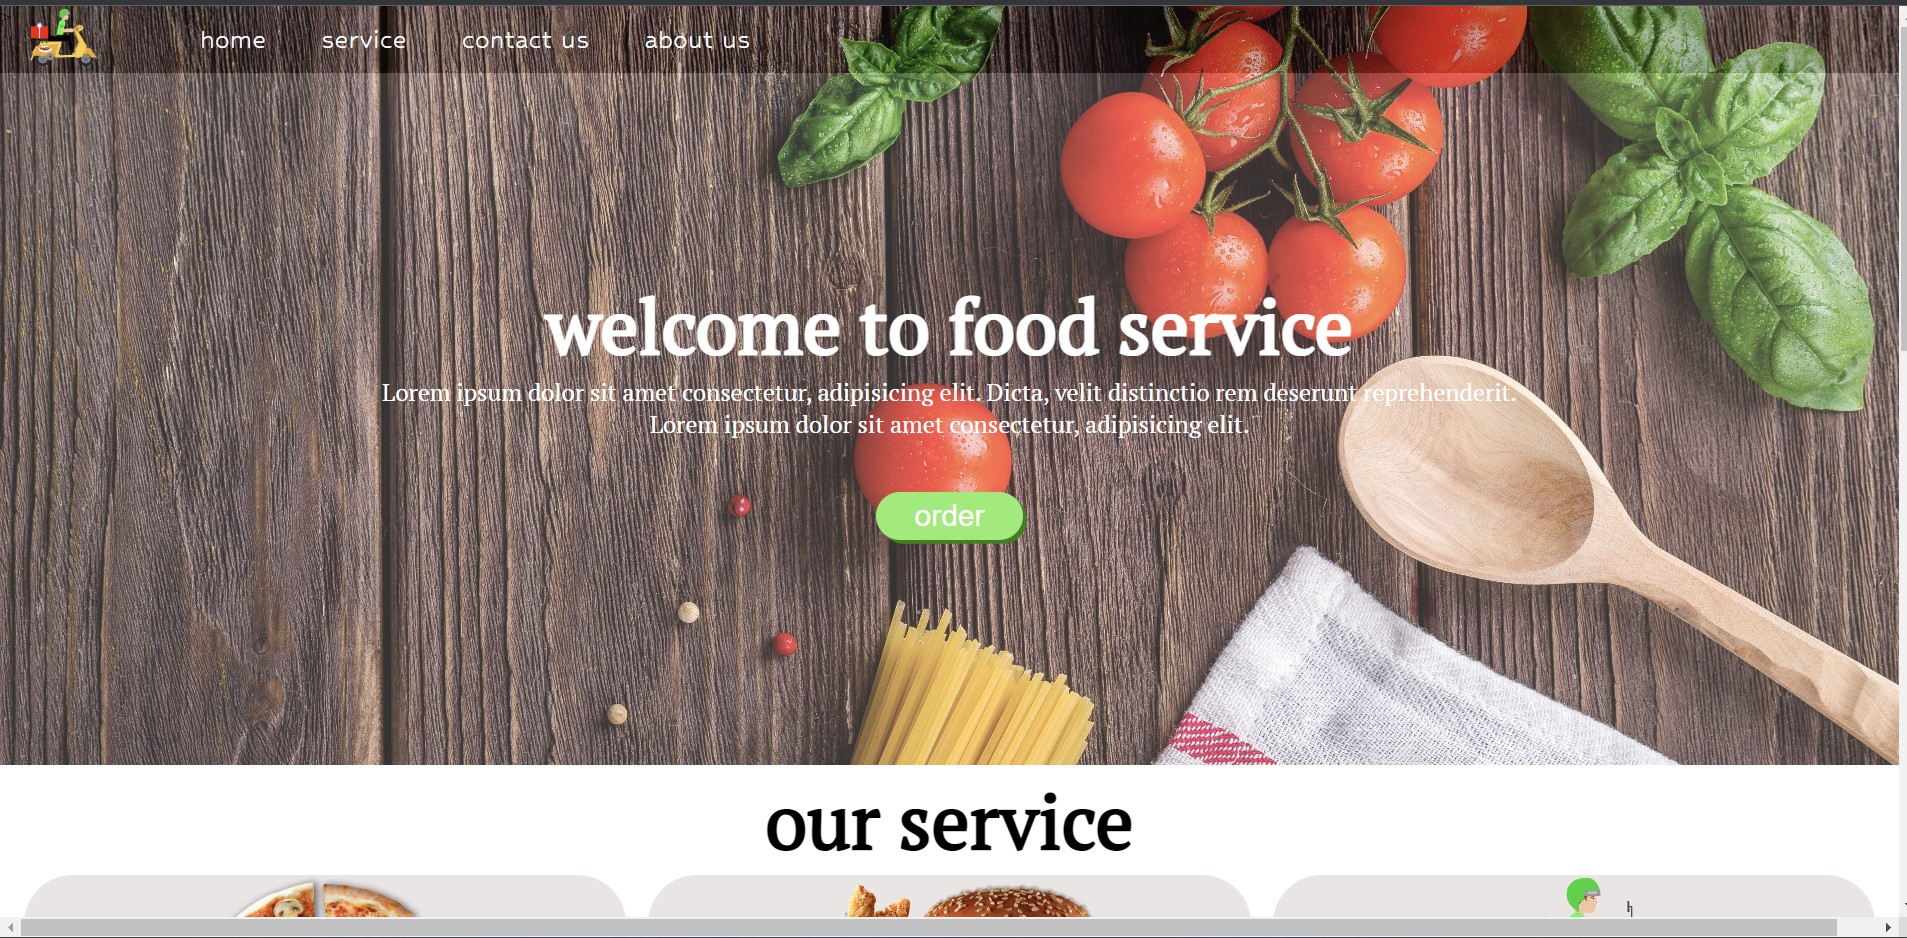 home service contact us about us
welcome to food service
Lorem ipsum dolor sit amet consectetur, adipisicing elit. Dicta, velit distinctio rem deserunt reprehenderit.
Lorem ipsum dolor sit amet consectetur, adipisicing elit.
order
our service